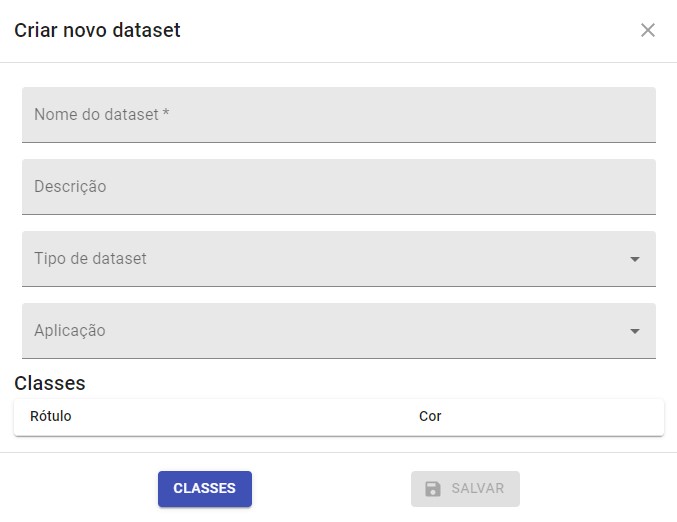 Criar novo dataset
Nome do dataset *
Descrição
Tipo de dataset
Aplicação
Classes
Rótulo Cor
CLASSES SALVAR